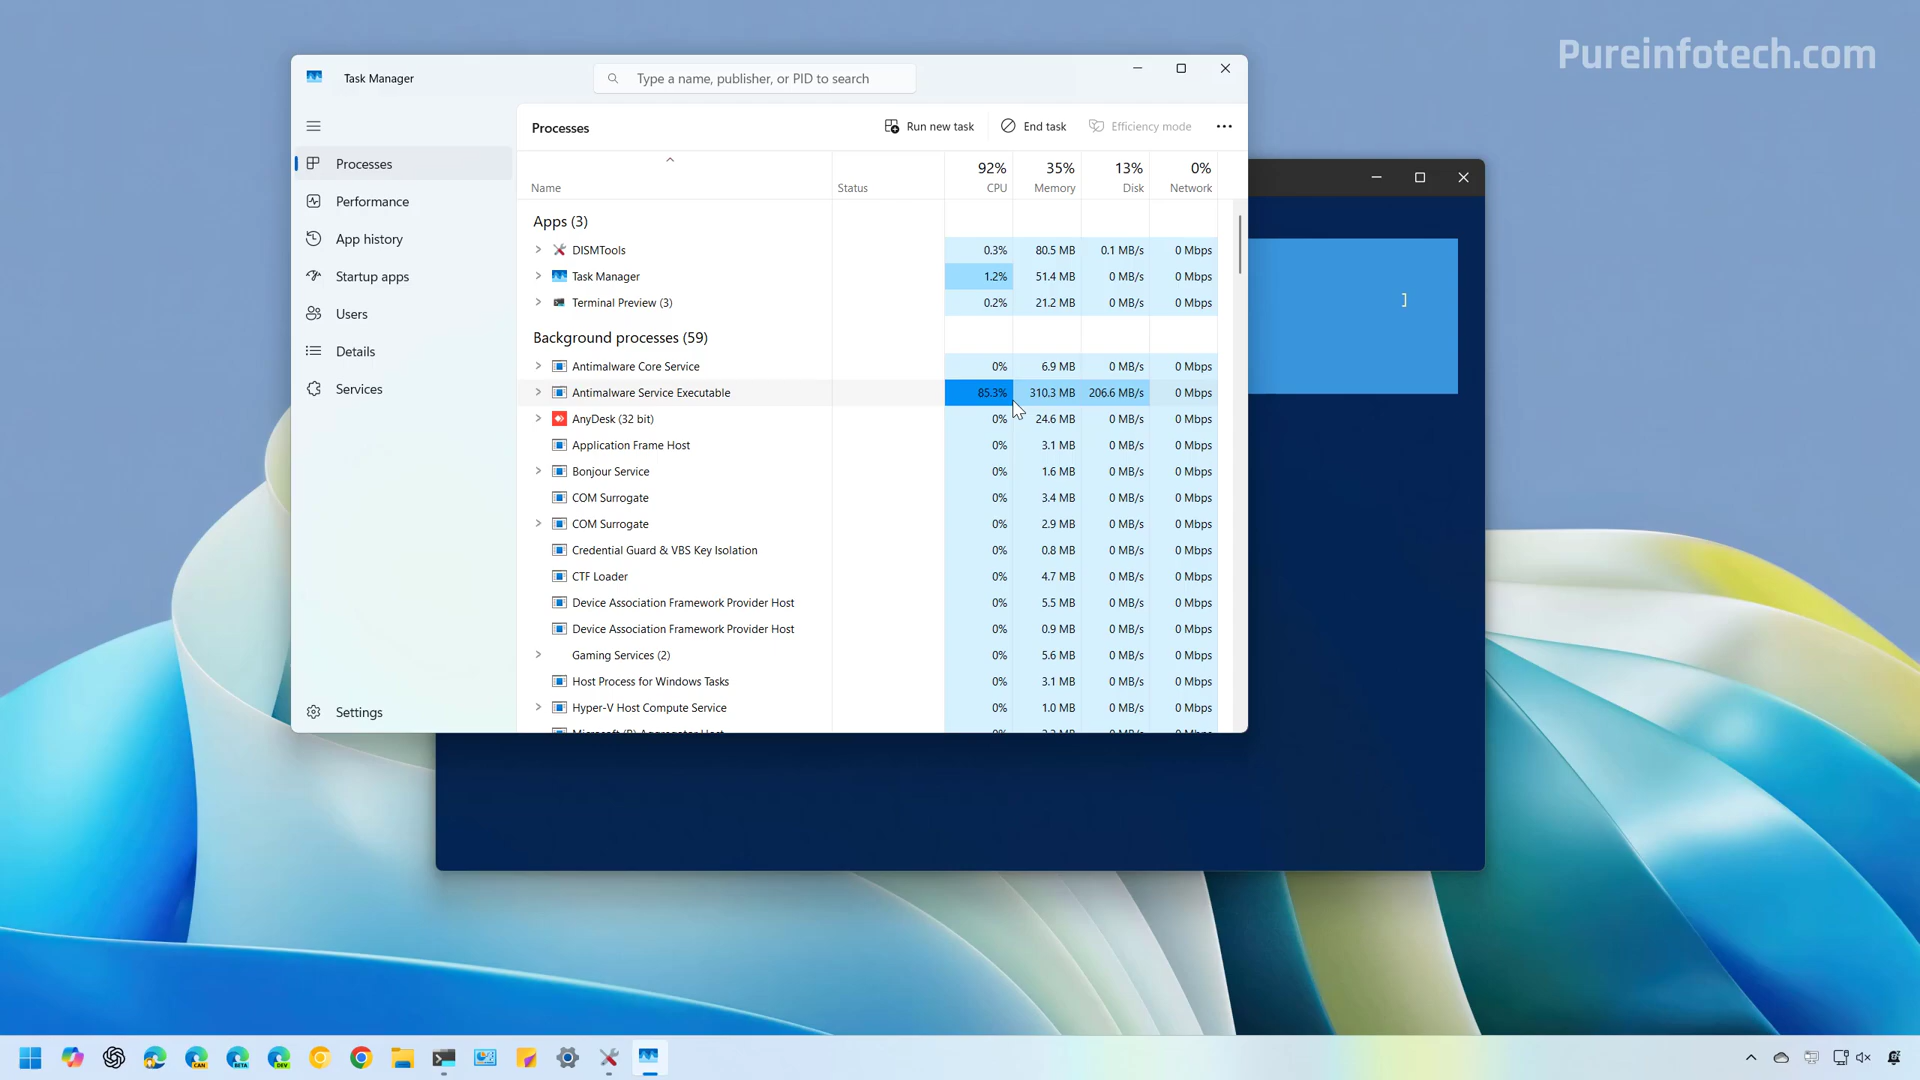 Pureinfotech.com
Task Manager
Type a name, publisher, or PID to search
Processes
Run new task
End task
Efficiency mode
Processes
Performance
App history
Startup apps
Users
Details
Services
Settings
92% 35% 13% 0%
Name Status CPU Memory Disk Network
Apps (3)
DISMTools 0.3% 80.5 MB 0.1 MB/s 0 Mbps
Task Manager 1.2% 51.4 MB 0 MB/s 0 Mbps
Terminal Preview (3) 0.2% 21.2 MB 0 MB/s 0 Mbps
]
Background processes (59)
Antimalware Core Service 0% 6.9 MB 0 MB/s 0 Mbps
Antimalware Service Executable 85.3% 310.3 MB 206.6 MB/s 0 Mbps
AnyDesk (32 bit) 0% 24.6 MB 0 MB/s 0 Mbps
Application Frame Host 0% 3.1 MB 0 MB/s 0 Mbps
Bonjour Service 0% 1.6 MB 0 MB/s 0 Mbps
COM Surrogate 0% 3.4 MB 0 MB/s 0 Mbps
COM Surrogate 0% 2.9 MB 0 MB/s 0 Mbps
Credential Guard & VBS Key Isolation 0% 0.8 MB 0 MB/s 0 Mbps
CTF Loader 0% 4.7 MB 0 MB/s 0 Mbps
Device Association Framework Provider Host 0% 5.5 MB 0 MB/s 0 Mbps
Device Association Framework Provider Host 0% 0.9 MB 0 MB/s 0 Mbps
Gaming Services (2) 0% 5.6 MB 0 MB/s 0 Mbps
Host Process for Windows Tasks 0% 3.1 MB 0 MB/s 0 Mbps
Hyper-V Host Compute Service 0% 1.0 MB 0 MB/s 0 Mbps
CAN BETA DEV